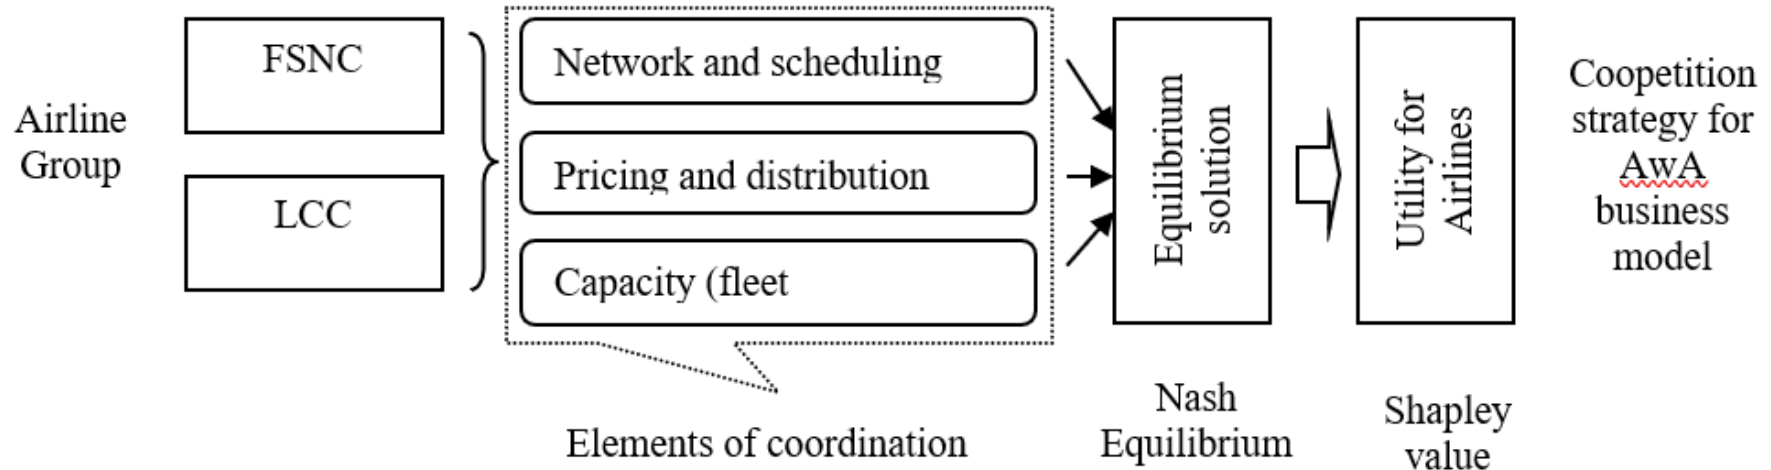 Airline
Group
FSNC
LCC
Network and scheduling
Pricing and distribution
Capacity (fleet
Elements of coordination
Equilibrium
solution
Nash
Equilibrium
Utility for
Airlines
Shapley
value
Coopetition
strategy for
AwA
business
model